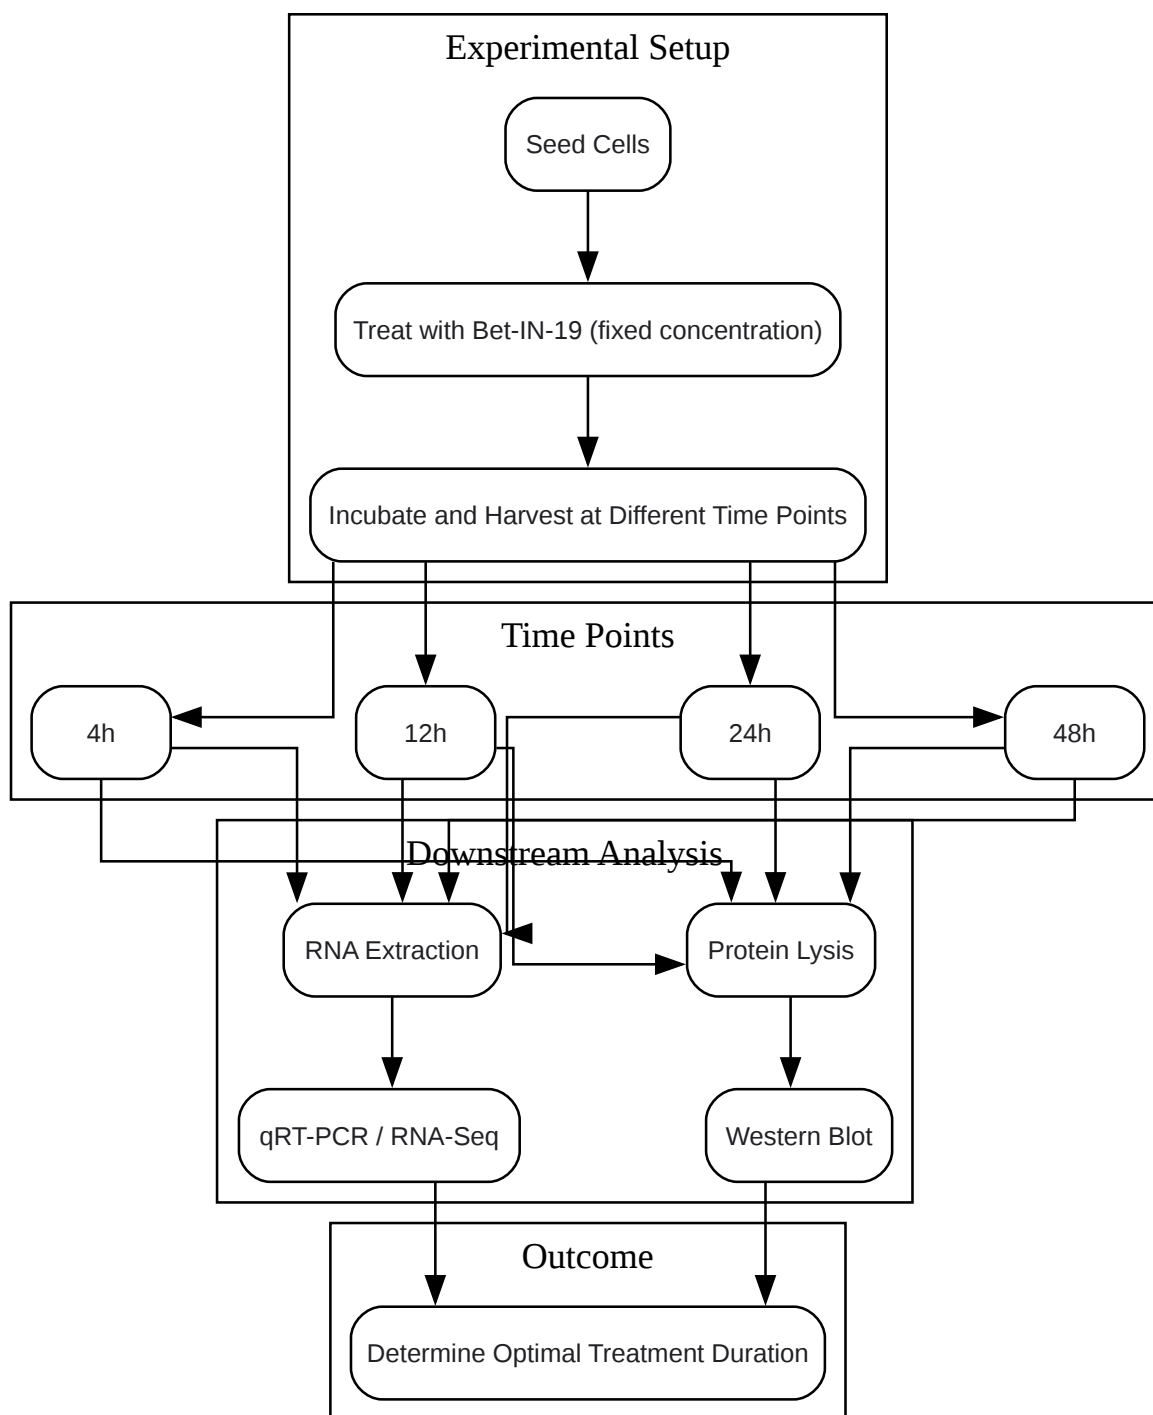 Experimental Setup
Seed Cells
Treat with Bet-IN-19 (fixed concentration)
Incubate and Harvest at Different Time Points
Time Points
4h
12h
24h
48h
Downstream Analysis
RNA Extraction
Protein Lysis
qRT-PCR / RNA-Seq
Western Blot
Outcome
Determine Optimal Treatment Duration